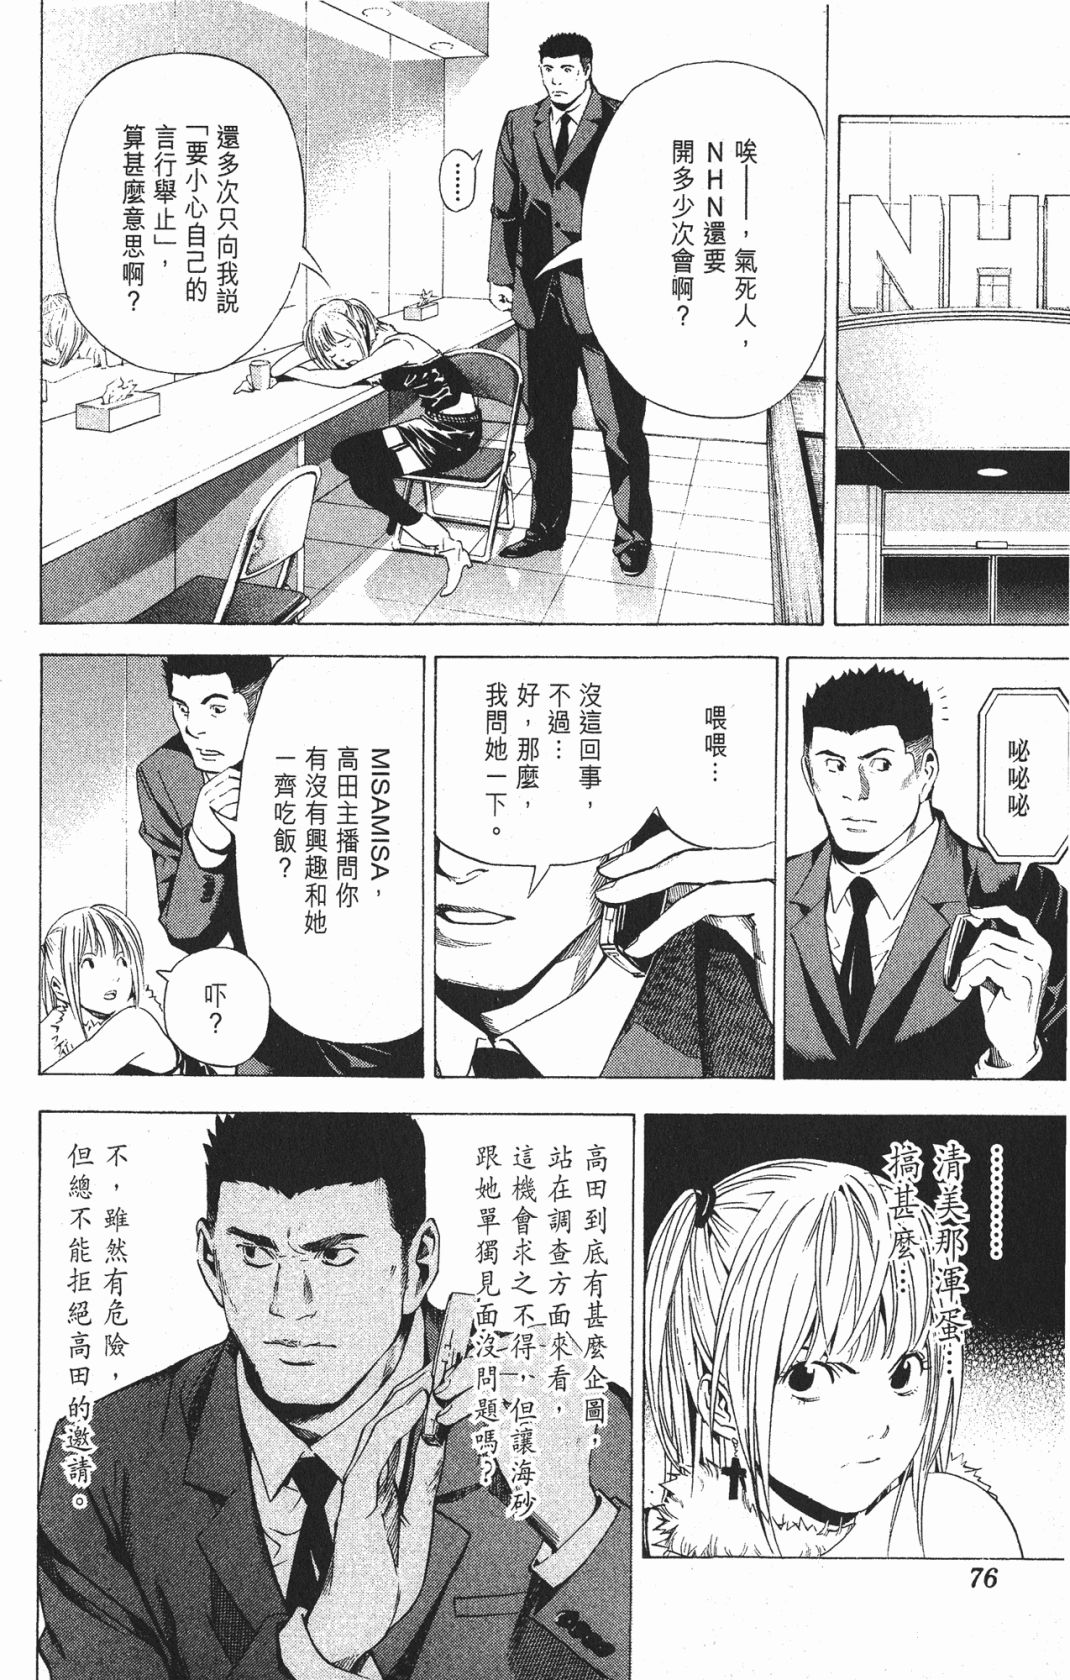 NHN
唉——，氣死人，
NHN還要
開多少次會啊？
……
還多次只向我説
「要小心自己的
言行舉止」，
算甚麼意思啊？
咇咇咇
喂喂…
沒這回事，
不過…
好，那麼，
我問她一下。
MISAMISA，
高田主播問你
有沒有興趣和她
一齊吃飯？
吓？
………………
清美那渾蛋…
搞甚麼…
高田到底有甚麼企圖，
站在調查方面來看，
這機會求之不得，但讓海砂
跟她單獨見面沒問題嗎？
不，雖然有危險，
但總不能拒絕高田的邀請。
76